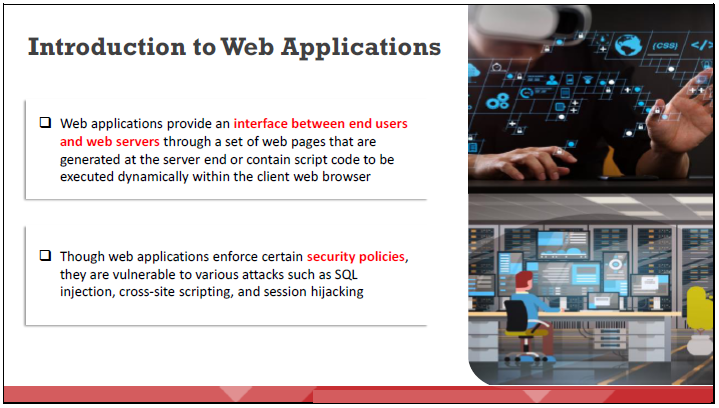 Introduction to Web Applications
❑ Web applications provide an interface between end users
and web servers through a set of web pages that are
generated at the server end or contain script code to be
executed dynamically within the client web browser
❑ Though web applications enforce certain security policies,
they are vulnerable to various attacks such as SQL
injection, cross-site scripting, and session hijacking
{CSS}
</>